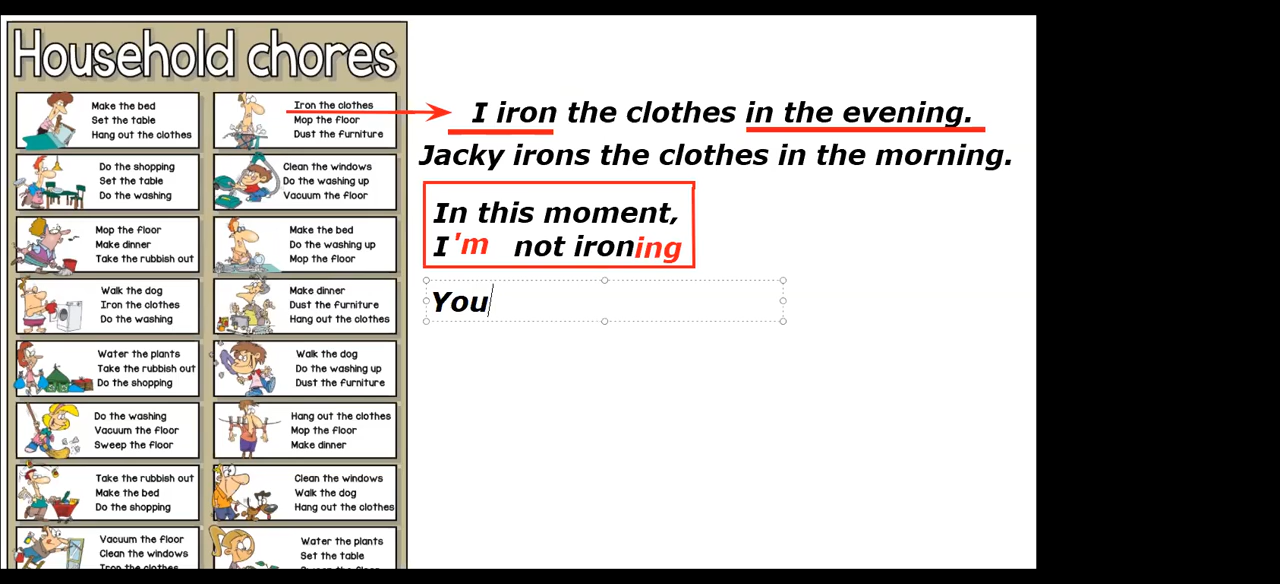 Household chores
Make the bed
Set the table
Hang out the clothes
Iron the clothes
Mop the floor
Dust the furniture
Do the shopping
Set the table
Do the washing
Clean the windows
Do the washing up
Vacuum the floor
Mop the floor
Make dinner
Take the rubbish out
Make the bed
Do the washing up
Mop the floor
Walk the dog
Iron the clothes
Do the washing
Make dinner
Dust the furniture
Hang out the clothes
Water the plants
Take the rubbish out
Do the shopping
Walk the dog
Do the washing up
Dust the furniture
Do the washing
Vacuum the floor
Sweep the floor
Hang out the clothes
Mop the floor
Make dinner
Take the rubbish out
Make the bed
Do the shopping
Clean the windows
Walk the dog
Hang out the clothes
Vacuum the floor
Clean the windows
Iron the clothes
Water the plants
Set the table
I iron the clothes in the evening.
Jacky irons the clothes in the morning.
In this moment,
I'm not ironing
You